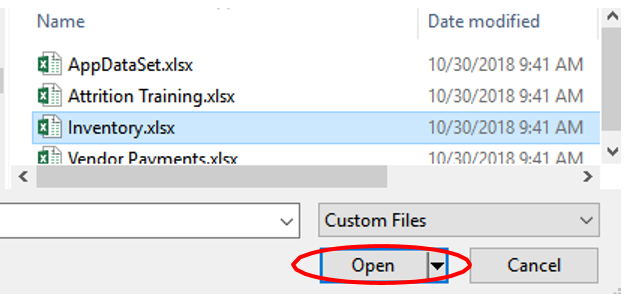 Name Date modified
AppDataSet.xlsx 10/30/2018 9:41 AM
Attrition Training.xlsx 10/30/2018 9:41 AM
Inventory.xlsx 10/30/2018 9:41 AM
Vendor Payments.xlsx 10/30/2018 9:41 AM
Custom Files
Open Cancel